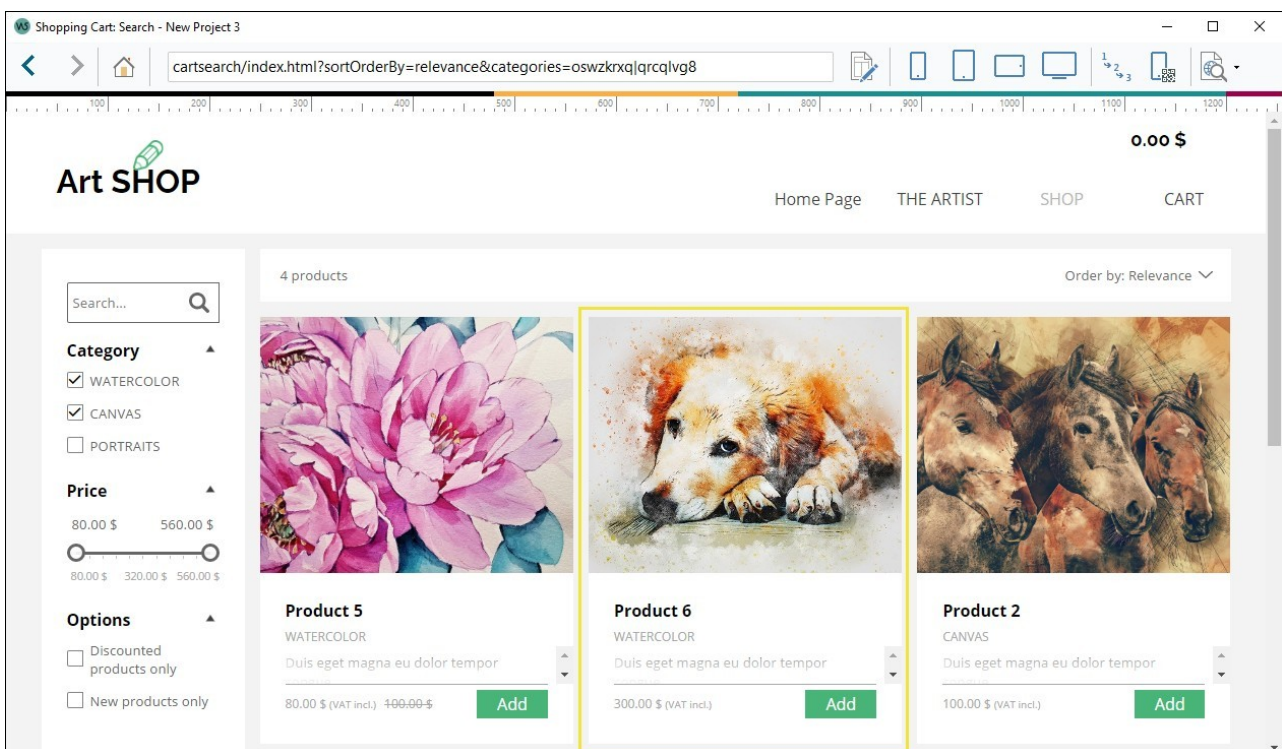 Shopping Cart: Search - New Project 3
cartsearch/index.html?sortOrderBy=relevance&categories=oswzkrxq|qrcqlvg8
1 2 3
100 200 300 400 500 600 700 800 900 1000 1100 1200
0.00 $
Art SHOP
Home Page THE ARTIST SHOP CART
4 products Order by: Relevance
Search...
Category
WATERCOLOR
CANVAS
PORTRAITS
Price
80.00 $ 560.00 $
80.00 $ 320.00 $ 560.00 $
Options
Discounted
products only
New products only
Product 5
WATERCOLOR
Duis eget magna eu dolor tempor
80.00 $ (VAT incl.) 100.00 $ Add
Product 6
WATERCOLOR
Duis eget magna eu dolor tempor
300.00 $ (VAT incl.) Add
Product 2
CANVAS
Duis eget magna eu dolor tempor
100.00 $ (VAT incl.) Add